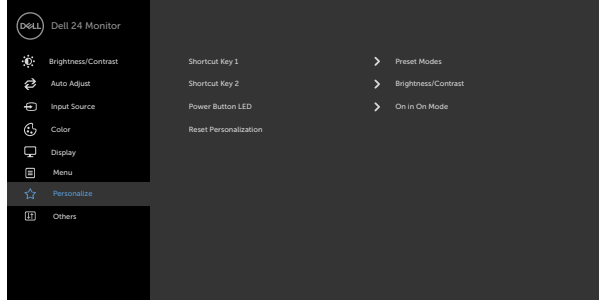 DELL Dell 24 Monitor
Brightness/Contrast
Auto Adjust
Input Source
Color
Display
Menu
Personalize
Others
Shortcut Key 1 > Preset Modes
Shortcut Key 2 > Brightness/Contrast
Power Button LED > On in On Mode
Reset Personalization